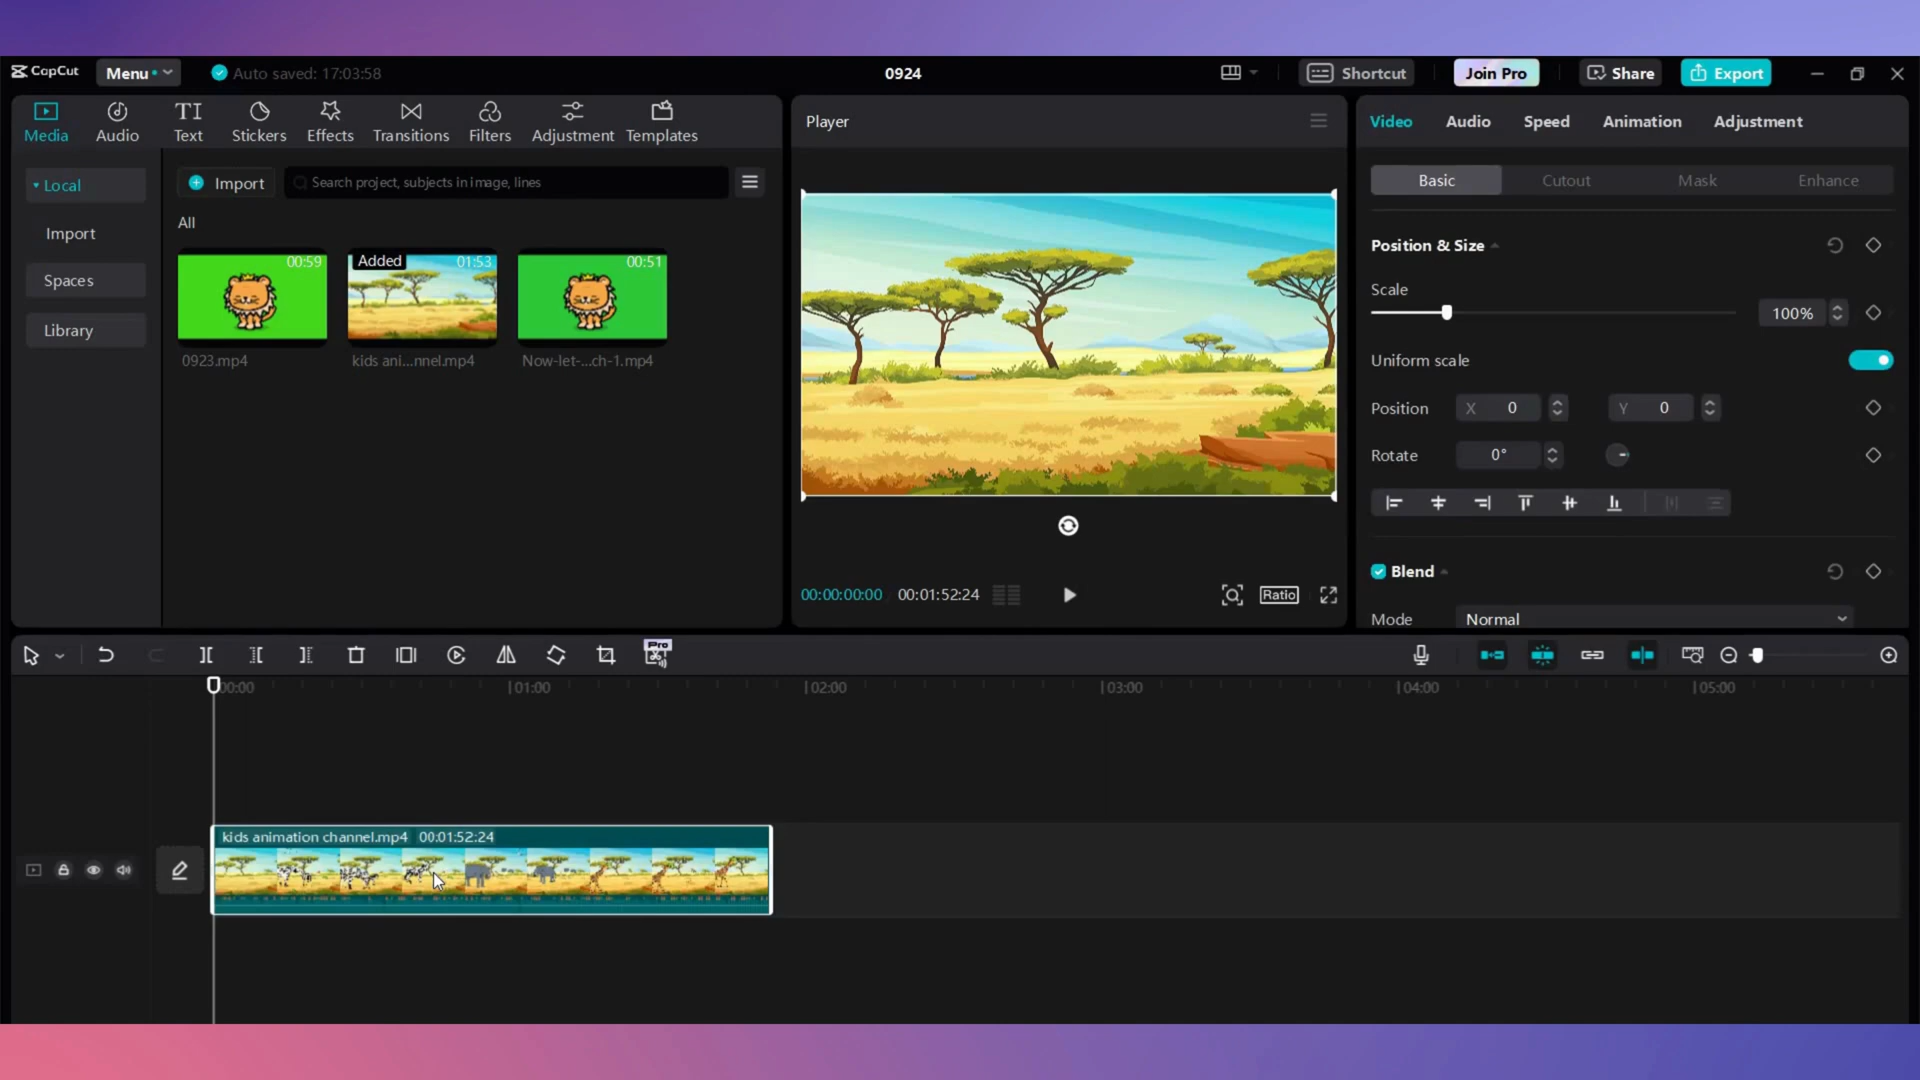 CapCut Menu Auto saved: 17:03:58 0924 Shortcut Join Pro Share Export
Media Audio Text Stickers Effects Transitions Filters Adjustment Templates
Local
Import
Spaces
Library
Import Search project, subjects in image, lines
All
00:59
Added 01:53
00:51
0923.mp4 kids ani...nnel.mp4 Now-let-...ch-1.mp4
Player
00:00:00:00 00:01:52:24 Ratio
Video Audio Speed Animation Adjustment
Basic Cutout Mask Enhance
Position & Size
Scale
100%
Uniform scale
Position X 0 Y 0
Rotate 0°
Blend
Mode Normal
Pro
00:00 01:00 02:00 03:00 04:00 05:00
kids animation channel.mp4 00:01:52:24